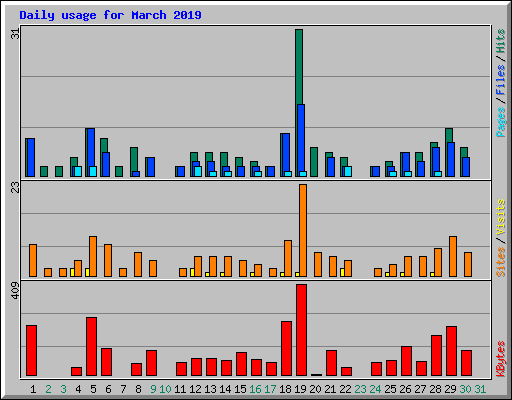 Daily usage for March 2019
31
Pages / Files / Hits
23
Sites / Visits
409
KBytes
1 2 3 4 5 6 7 8 9 10 11 12 13 14 15 16 17 18 19 20 21 22 23 24 25 26 27 28 29 30 31